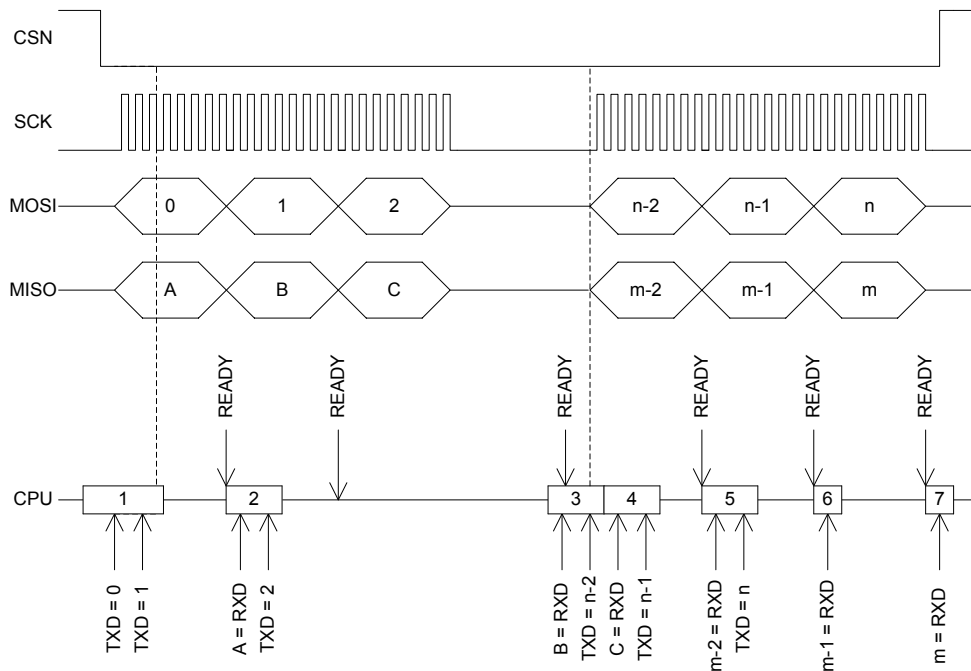 CSN
SCK
MOSI
0
1
2
n-2
n-1
n
MISO
A
B
C
m-2
m-1
m
READY
READY
READY
READY
READY
READY
CPU
1
2
3
4
5
6
7
TXD = 0
TXD = 1
A = RXD
TXD = 2
B = RXD
TXD = n-2
C = RXD
TXD = n-1
m-2 = RXD
TXD = n
m-1 = RXD
m = RXD